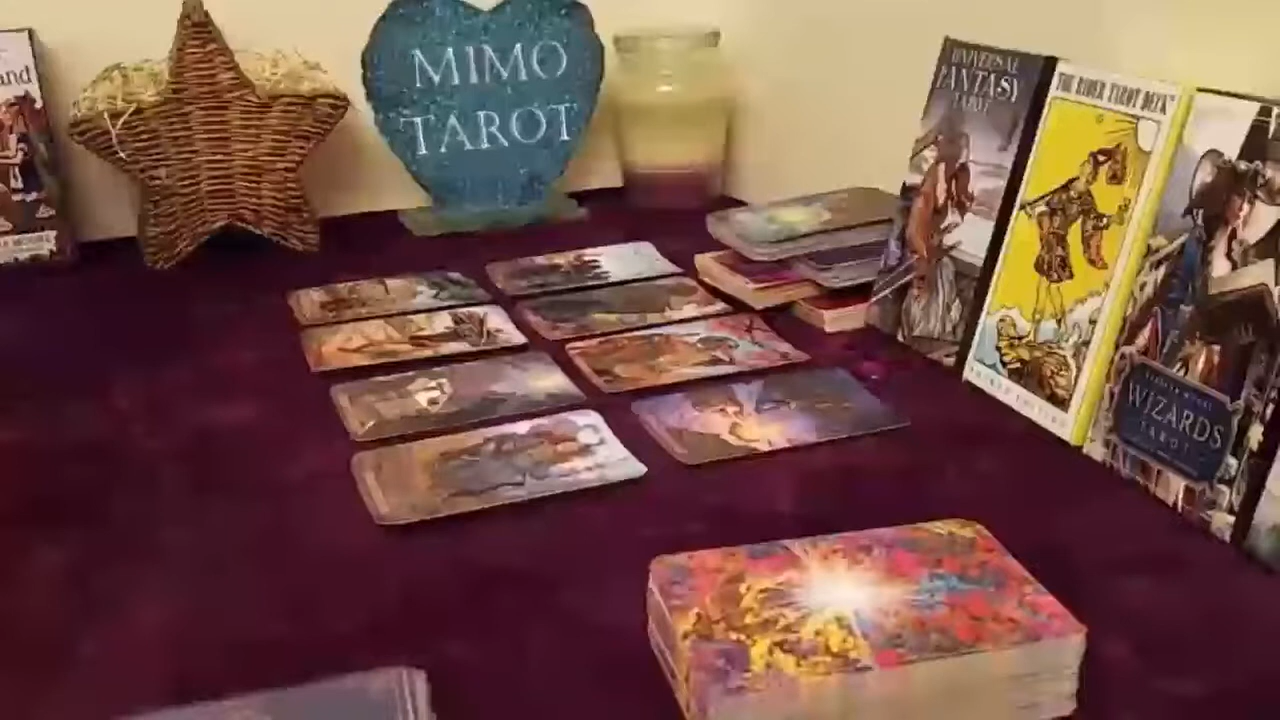 and
MIMO
TAROT
UNIVERSAL
FANTASY
TAROT
THE RIDER TAROT DECK
WIZARDS
TAROT